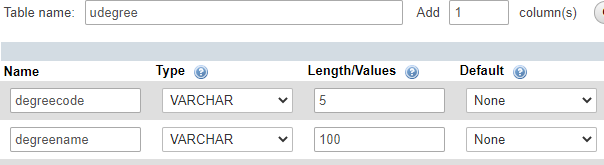 Table name: udegree Add 1 column(s)
Name Type Length/Values Default
degreecode VARCHAR 5 None
degreename VARCHAR 100 None